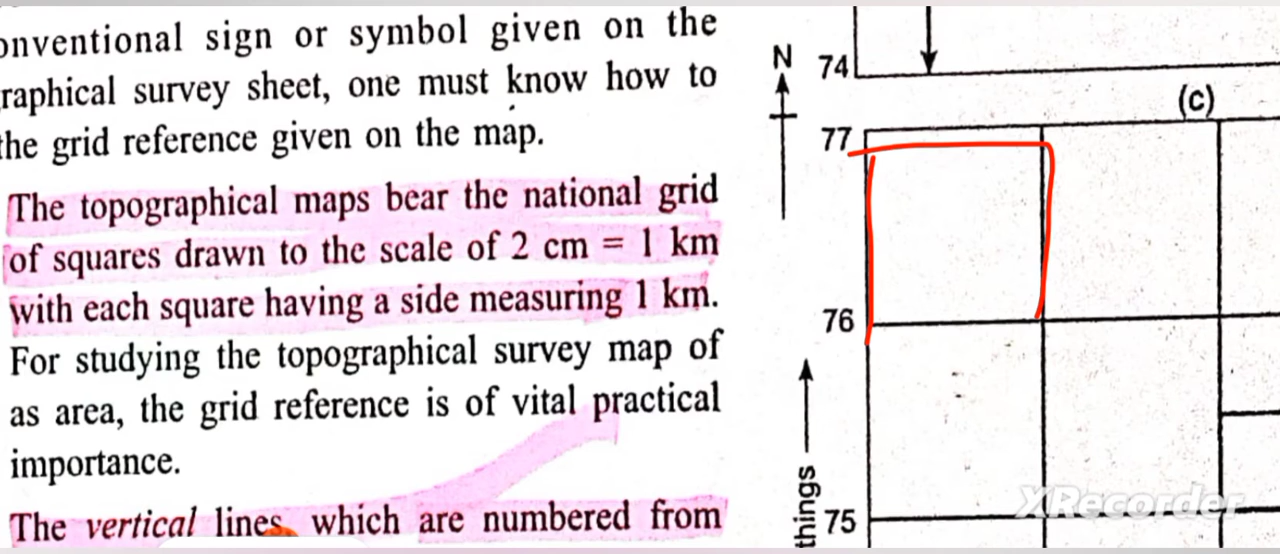 onventional sign or symbol given on the
raphical survey sheet, one must know how to
the grid reference given on the map.
The topographical maps bear the national grid
of squares drawn to the scale of 2 cm = 1 km
with each square having a side measuring 1 km.
For studying the topographical survey map of
as area, the grid reference is of vital practical
importance.
The vertical lines which are numbered from
N
74
(c)
77
76
things
75
XRecorder